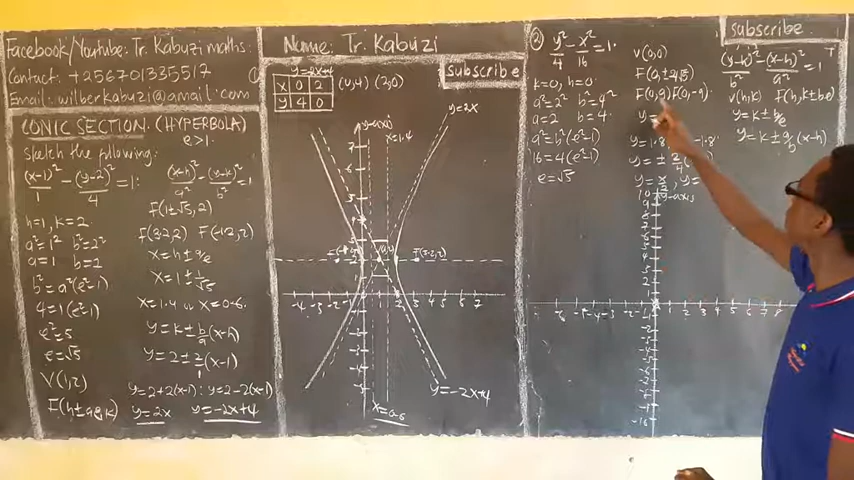 Facebook/Youtube: Tr. Kabuzi maths:
Contact: +256701335517
Email: wilberkabuzi@gmail.com
CONIC SECTION. (HYPERBOLA)
e>1.
Sketch the following:
(x-1)²/1 - (y-2)²/4 = 1:
(x-h)²/a² - (y-k)²/b² = 1
h=1, k=2
a²=1² b²=2²
a=1 b=2
b²=a²(e²-1)
4=1(e²-1)
e²=5
e=√5
V(1,2)
F(h±ae,k)
F(1±√5, 2)
F(3.2,2) F(-1.2,2)
x=h±a/e
x=1±1/√5
x=1.4 or x=0.6.
y=k±b/a(x-h)
y=2±2/1(x-1)
y=2+2(x-1): y=2-2(x-1)
y=2x y=-2x+4
Name: Tr. Kabuzi
Subscribe
y=-2x+4
x 0 2
y 4 0
(0,4) (2,0)
y-axis
x=1.4
y=2x
F(3.2,2)
y=-2x+4
x=0.6
② y²/4 - x²/16 = 1.
k=0, h=0
a²=2² b²=4²
a=2 b=4.
a²=b²(e²-1)
16=4(e²-1)
e=√5
V(0,0)
y-axis
Subscribe
V(h,k)
y=k±a/b(x-h)